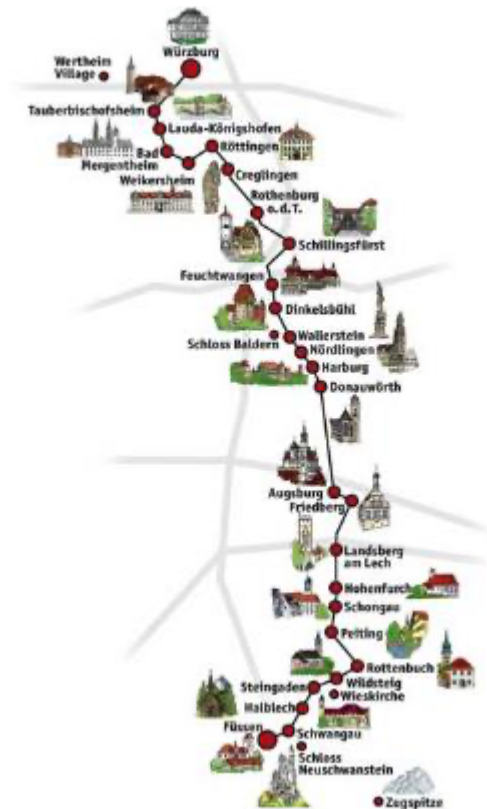 Würzburg
Wertheim
Village
Tauberbischofsheim
Lauda-Königshofen
Röttingen
Bad
Mergentheim
Weikersheim
Creglingen
Rothenburg
o.d.T.
Schillingsfürst
Feuchtwangen
Dinkelsbühl
Wallerstein
Schloss Baldern
Nördlingen
Harburg
Donauwörth
Augsburg
Friedberg
Landsberg
am Lech
Hohenfurch
Schongau
Peiting
Rottenbuch
Wildsteig
Steingaden
Wieskirche
Halblech
Füssen
Schwangau
Schloss
Neuschwanstein
Zugspitze